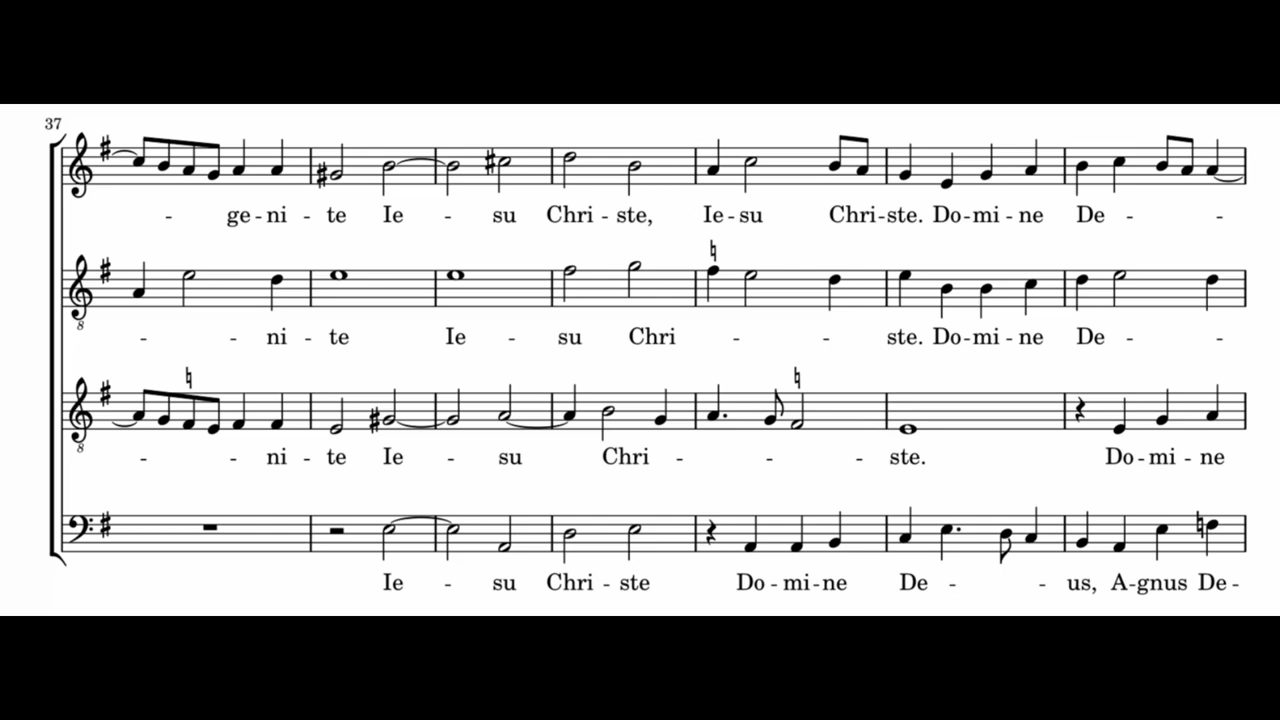 37
- ge - ni - te Ie - su Chri - ste, Ie - su Chri - ste. Do - mi - ne De - -
8
- - ni - te Ie - su Chri - - ste. Do - mi - ne De - -
8
- - ni - te Ie - su Chri - - - ste. Do - mi - ne
Ie - su Chri - ste Do - mi - ne De - - us, A - gnus De -